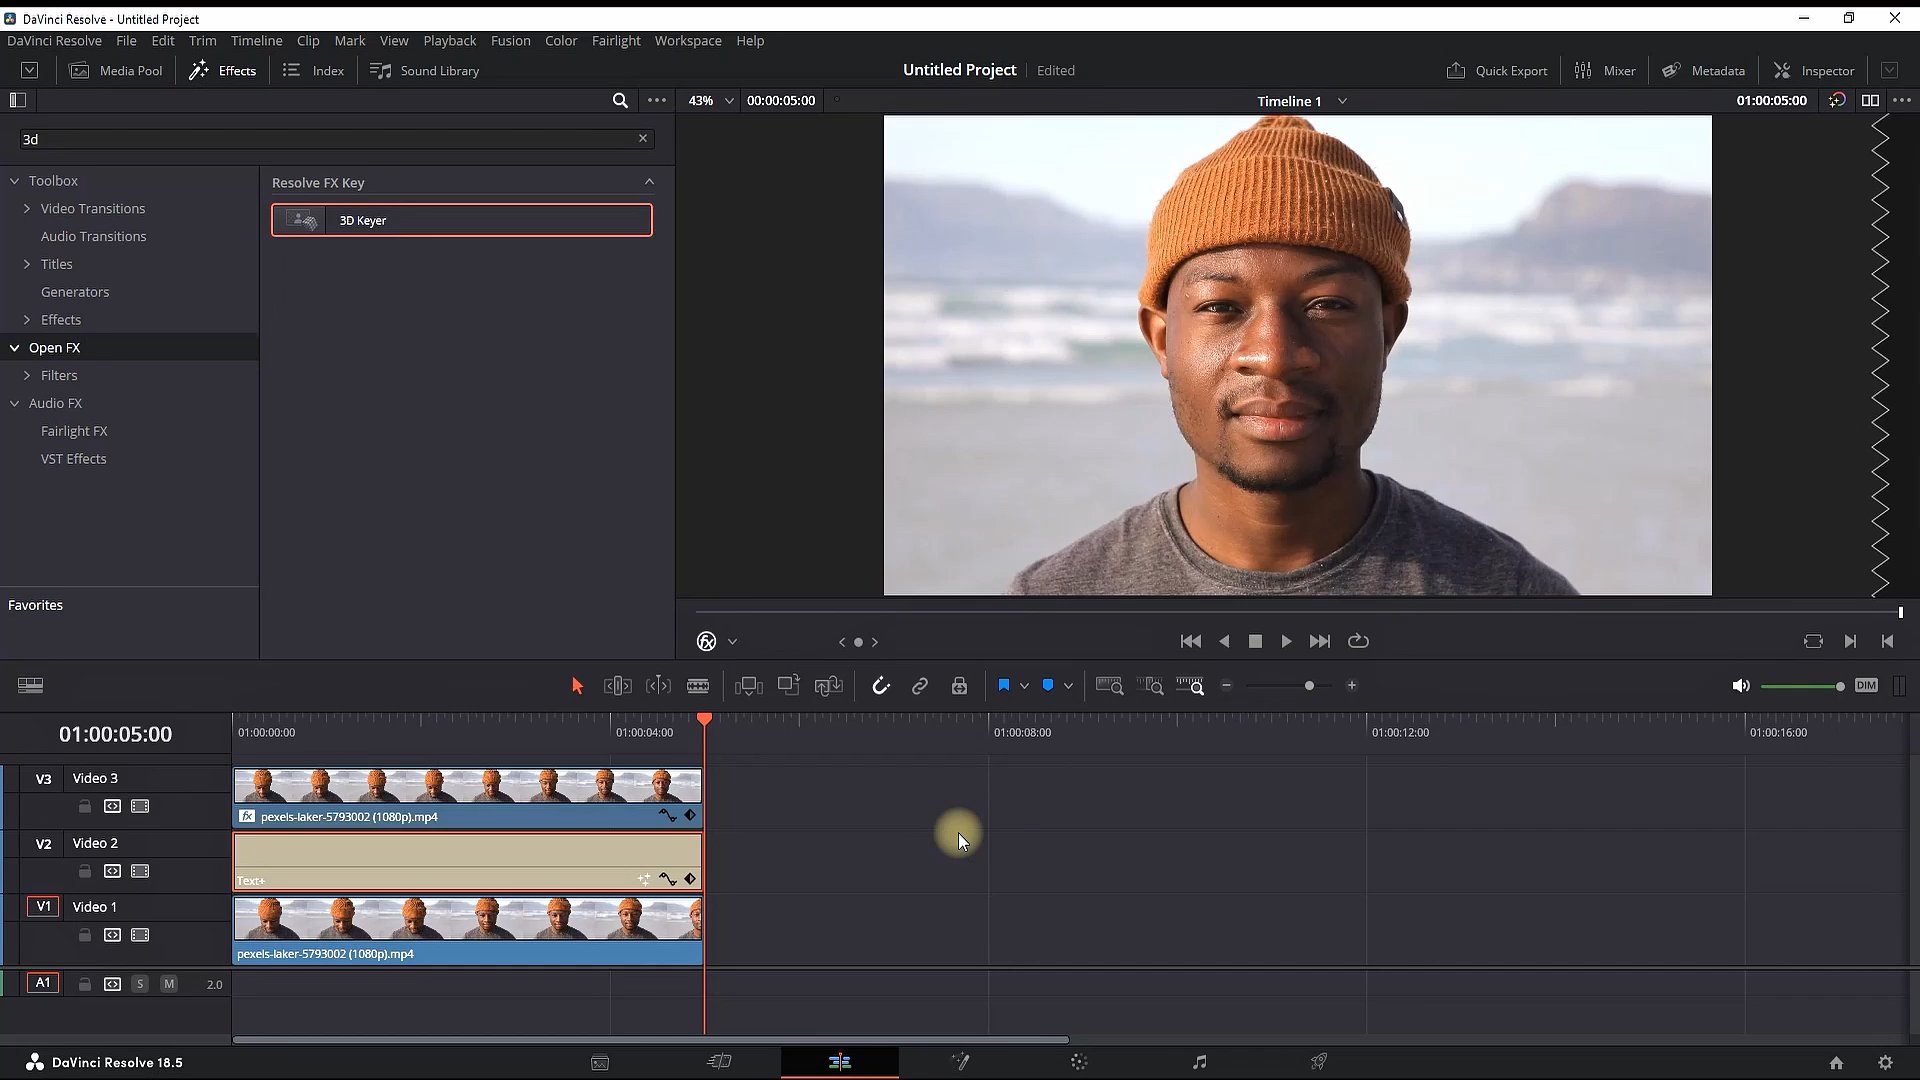 DaVinci Resolve - Untitled Project
DaVinci Resolve File Edit Trim Timeline Clip Mark View Playback Fusion Color Fairlight Workspace Help
Media Pool Effects Index Sound Library Untitled Project Edited Quick Export Mixer Metadata Inspector
43% 00:00:05:00 Timeline 1 01:00:05:00
3d
Toolbox
Video Transitions
Audio Transitions
Titles
Generators
Effects
Open FX
Filters
Audio FX
Fairlight FX
VST Effects
Favorites
Resolve FX Key
3D Keyer
fx
DIM
01:00:05:00
01:00:00:00 01:00:04:00 01:00:08:00 01:00:12:00 01:00:16:00
V3 Video 3
fx pexels-laker-5793002 (1080p).mp4
V2 Video 2
Text+
V1 Video 1
pexels-laker-5793002 (1080p).mp4
A1 S M 2.0
DaVinci Resolve 18.5